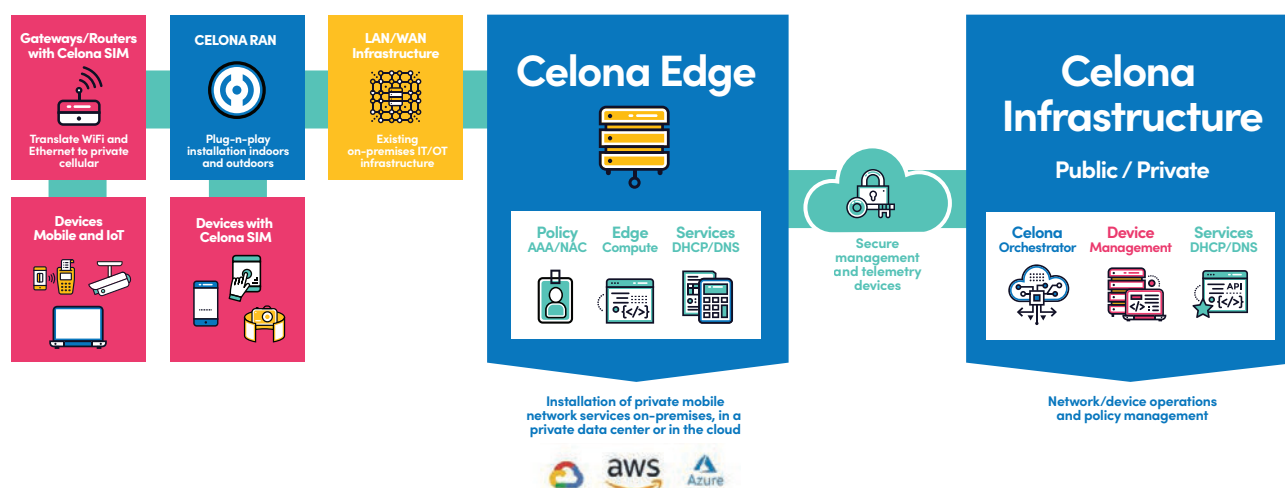 Gateways/Routers
with Celona SIM
Translate WiFi and
Ethernet to private
cellular
CELONA RAN
Plug-n-play
installation indoors
and outdoors
LAN/WAN
Infrastructure
Existing
on-premises IT/OT
infrastructure
Devices
Mobile and IoT
Devices with
Celona SIM
Celona Edge
Policy
AAA/NAC
Edge
Compute
Services
DHCP/DNS
Installation of private mobile
network services on-premises, in a
private data center or in the cloud
aws
Azure
Secure
management
and telemetry
devices
Celona
Infrastructure
Public / Private
Celona
Orchestrator
Device
Management
Services
DHCP/DNS
API
Network/device operations
and policy management